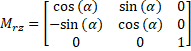 M_rz = [ cos (α) sin (α) 0
−sin (α) cos (α) 0
0 0 1 ]